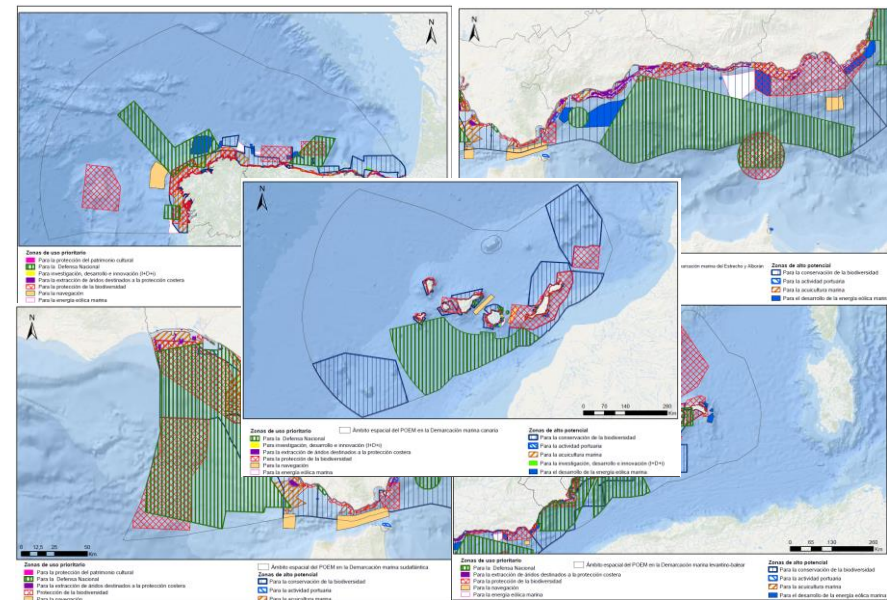 N
Zonas de uso prioritario
Para la protección del patrimonio cultural
Para la Defensa Nacional
Para investigación, desarrollo e innovación (I+D+i)
Para la extracción de áridos destinados a la protección costera
Para protección de la biodiversidad
Para navegación
Para la energía eólica marina
N
marina del Estrecho y Alborán
Zonas de alto potencial
Para la conservación de la biodiversidad
Para la actividad portuaria
Para la acuicultura marina
Para el desarrollo de la energía eólica marina
N
0 70 140 280
Km
Zonas de uso prioritario
Para la Defensa Nacional
Para investigación, desarrollo e innovación (I+D+i)
Para la extracción de áridos destinados a la protección costera
Para la protección de la biodiversidad
Para la navegación
Para la energía eólica marina
Ámbito espacial del POEM en la Demarcación marina canaria
Zonas de alto potencial
Para la conservación de la biodiversidad
Para la actividad portuaria
Para la acuicultura marina
Para la investigación, desarrollo e innovación (I+D+i)
Para el desarrollo de la energía eólica marina
N
0 12,5 25 50
Km
Zonas de uso prioritario
Para la protección del patrimonio cultural
Para la Defensa Nacional
Para la extracción de áridos destinados a la protección costera
Protección de la biodiversidad
Para la navegación
Ámbito espacial del POEM en la Demarcación marina sudatlántica
Zonas de alto potencial
Para la conservación de la biodiversidad
Para la actividad portuaria
Para la acuicultura marina
0 65 130 260
Km
Zonas de uso prioritario
Para la Defensa Nacional
Para la extracción de áridos destinados a la protección costera
Para la protección de la biodiversidad
Para la navegación
Para la energía eólica marina
Ámbito espacial del POEM en la Demarcación marina levantino-balear
Zonas de alto potencial
Para la conservación de la biodiversidad
Para la actividad portuaria
Para la acuicultura marina
Para el desarrollo de la energía eólica marina